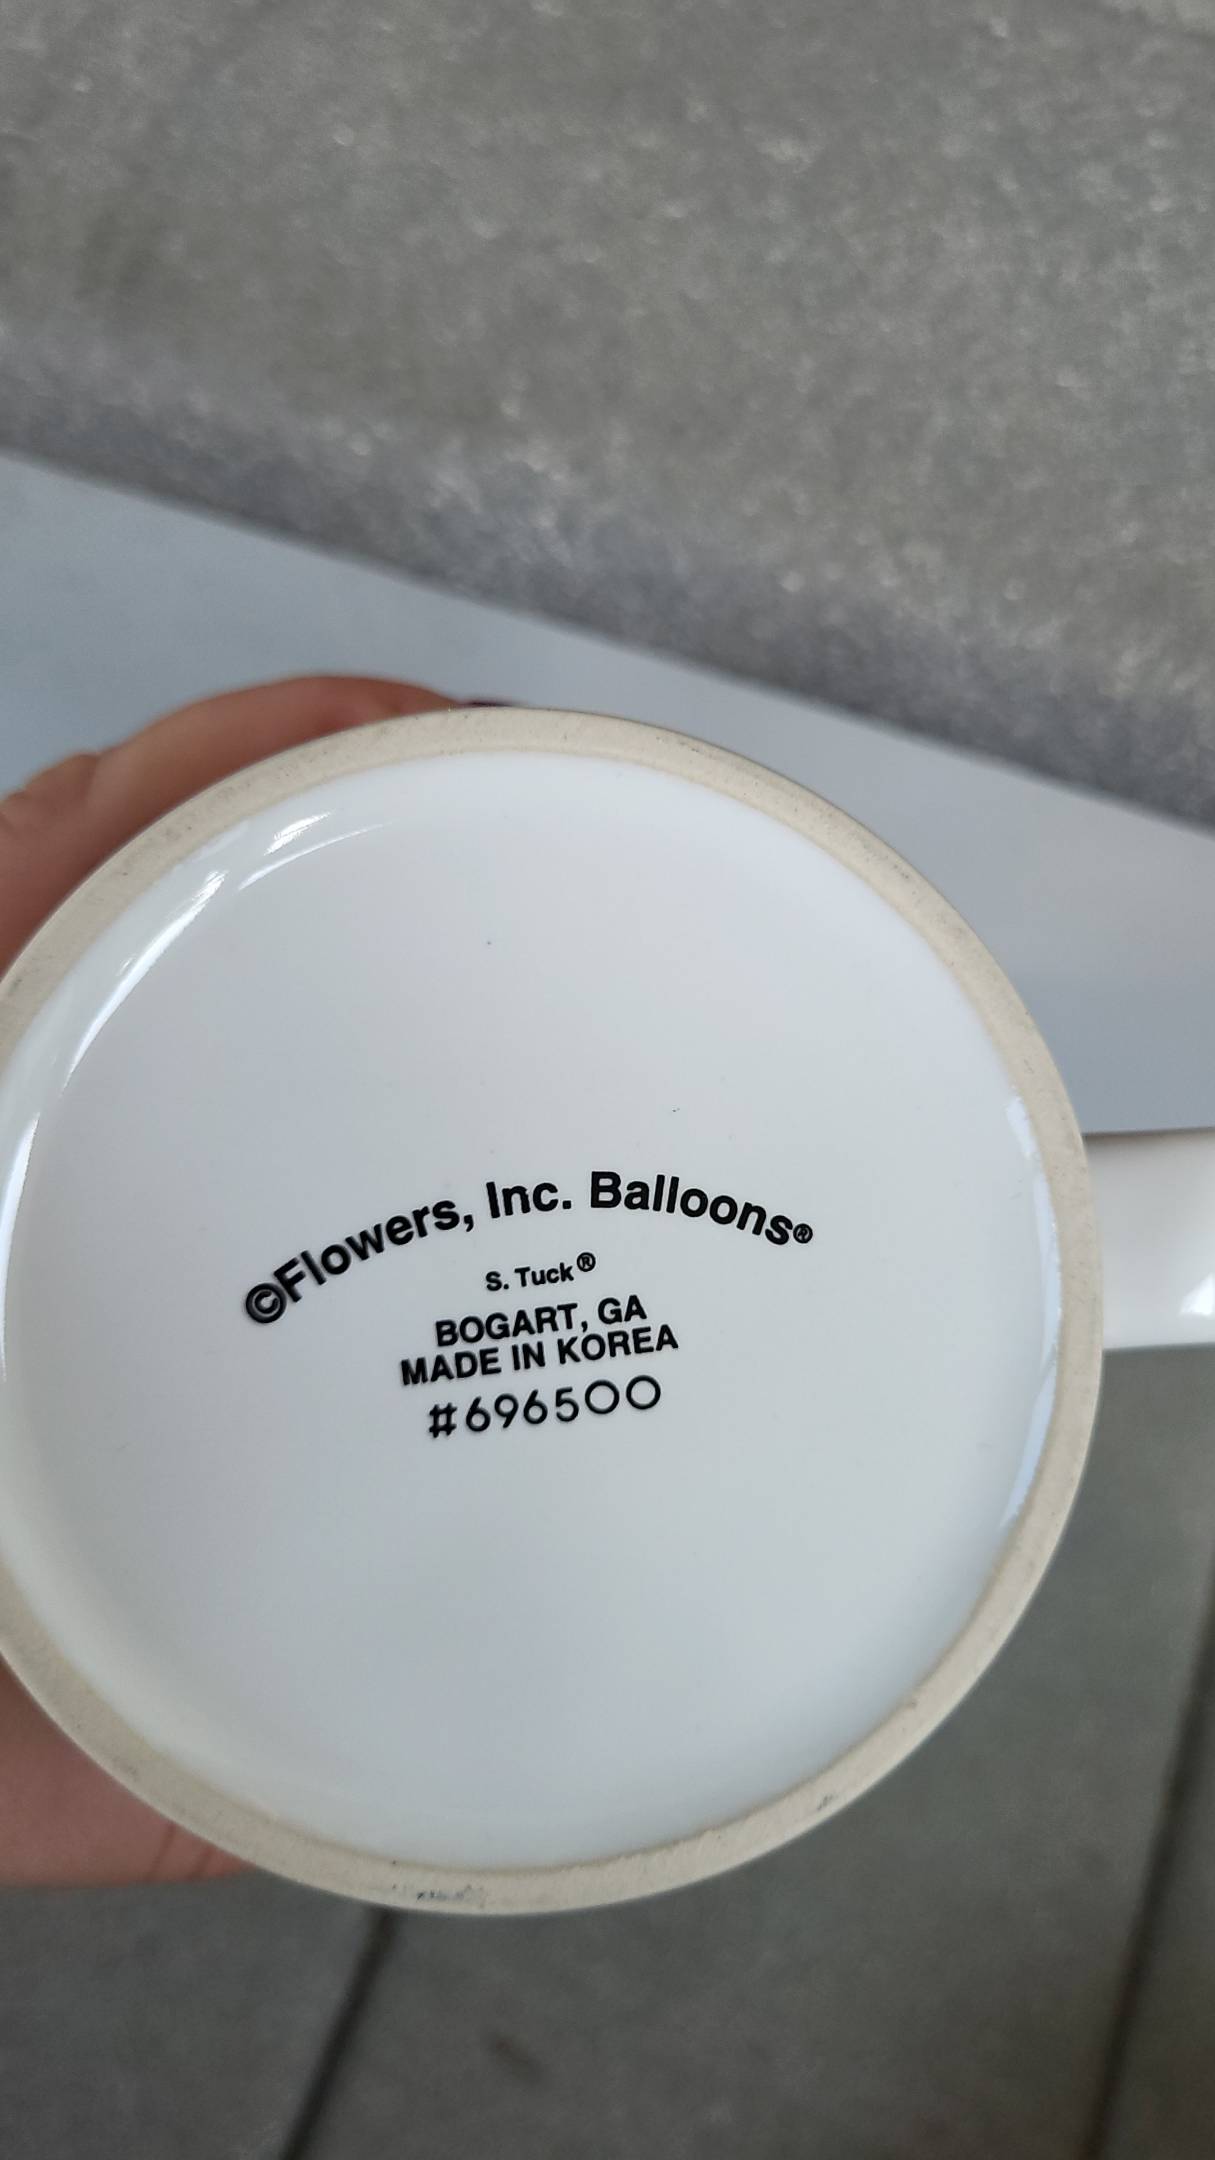 ©Flowers, Inc. Balloons®
S. Tuck®
BOGART, GA
MADE IN KOREA
#696500